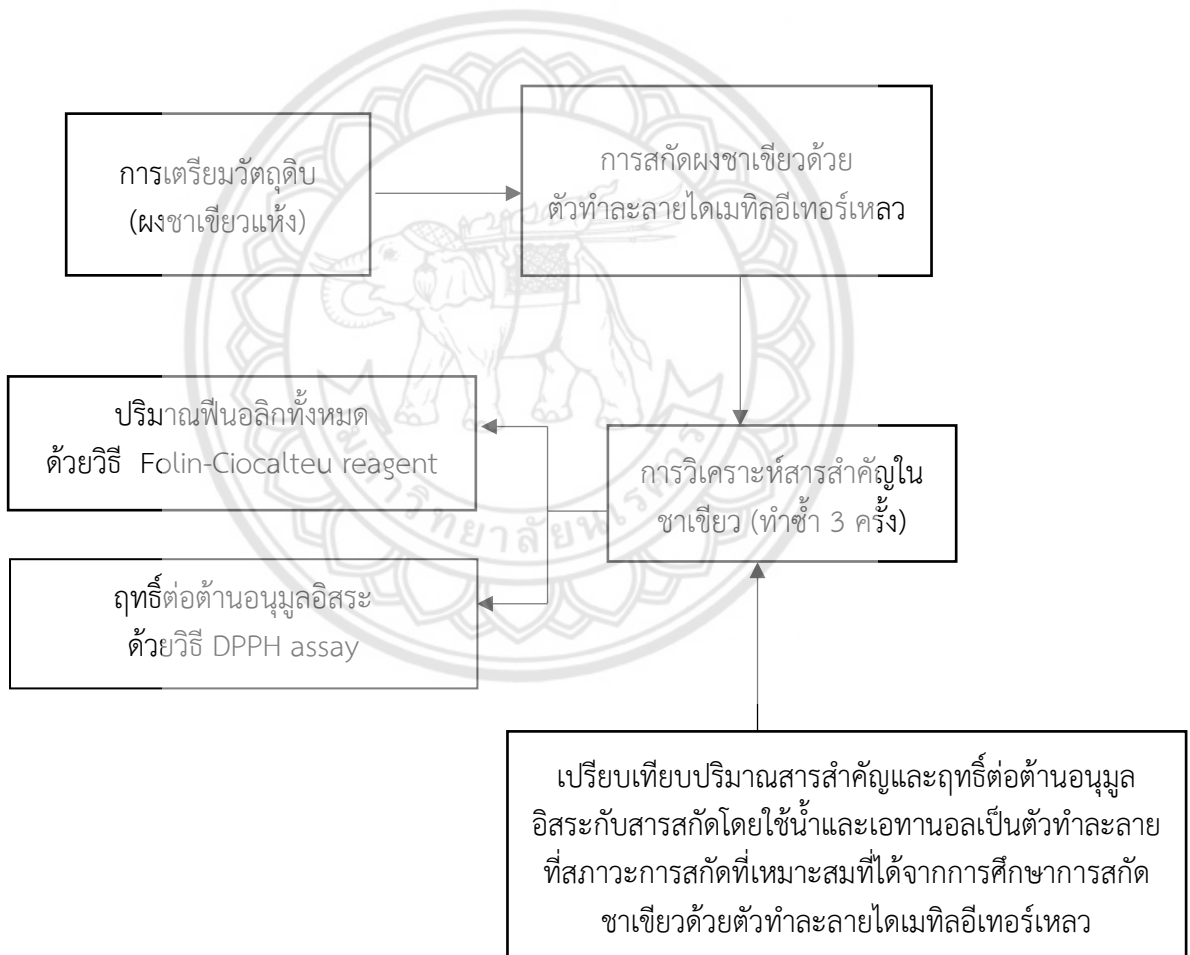 การเตรียมวัตถุดิบ
(ผงชาเขียวแห้ง)
การสกัดผงชาเขียวด้วย
ตัวทำละลายไดเมทิลอีเทอร์เหลว
ปริมาณฟีนอลิกทั้งหมด
ด้วยวิธี Folin-Ciocalteu reagent
การวิเคราะห์สารสำคัญใน
ชาเขียว (ทำซ้ำ 3 ครั้ง)
ฤทธิ์ต่อต้านอนุมูลอิสระ
ด้วยวิธี DPPH assay
เปรียบเทียบปริมาณสารสำคัญและฤทธิ์ต่อต้านอนุมูล
อิสระกับสารสกัดโดยใช้น้ำและเอทานอลเป็นตัวทำละลาย
ที่สภาวะการสกัดที่เหมาะสมที่ได้จากการศึกษาการสกัด
ชาเขียวด้วยตัวทำละลายไดเมทิลอีเทอร์เหลว
มหาวิทยาลัยนเรศวร